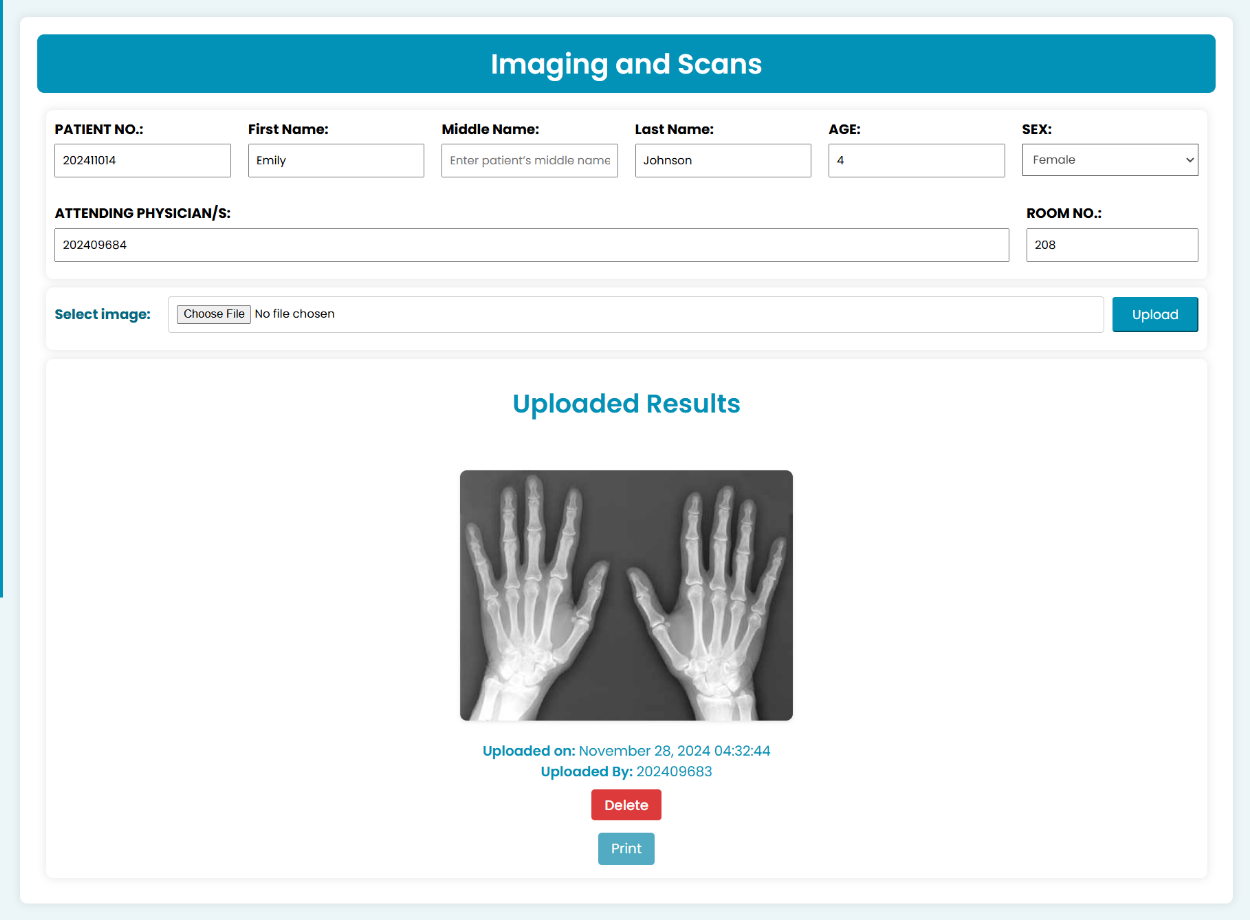 Imaging and Scans
PATIENT NO.: First Name: Middle Name: Last Name: AGE: SEX:
202411014 Emily Enter patient's middle name Johnson 4 Female
ATTENDING PHYSICIAN/S: ROOM NO.:
202409684 208
Select image: Choose File No file chosen Upload
Uploaded Results
Uploaded on: November 28, 2024 04:32:44
Uploaded By: 202409683
Delete
Print